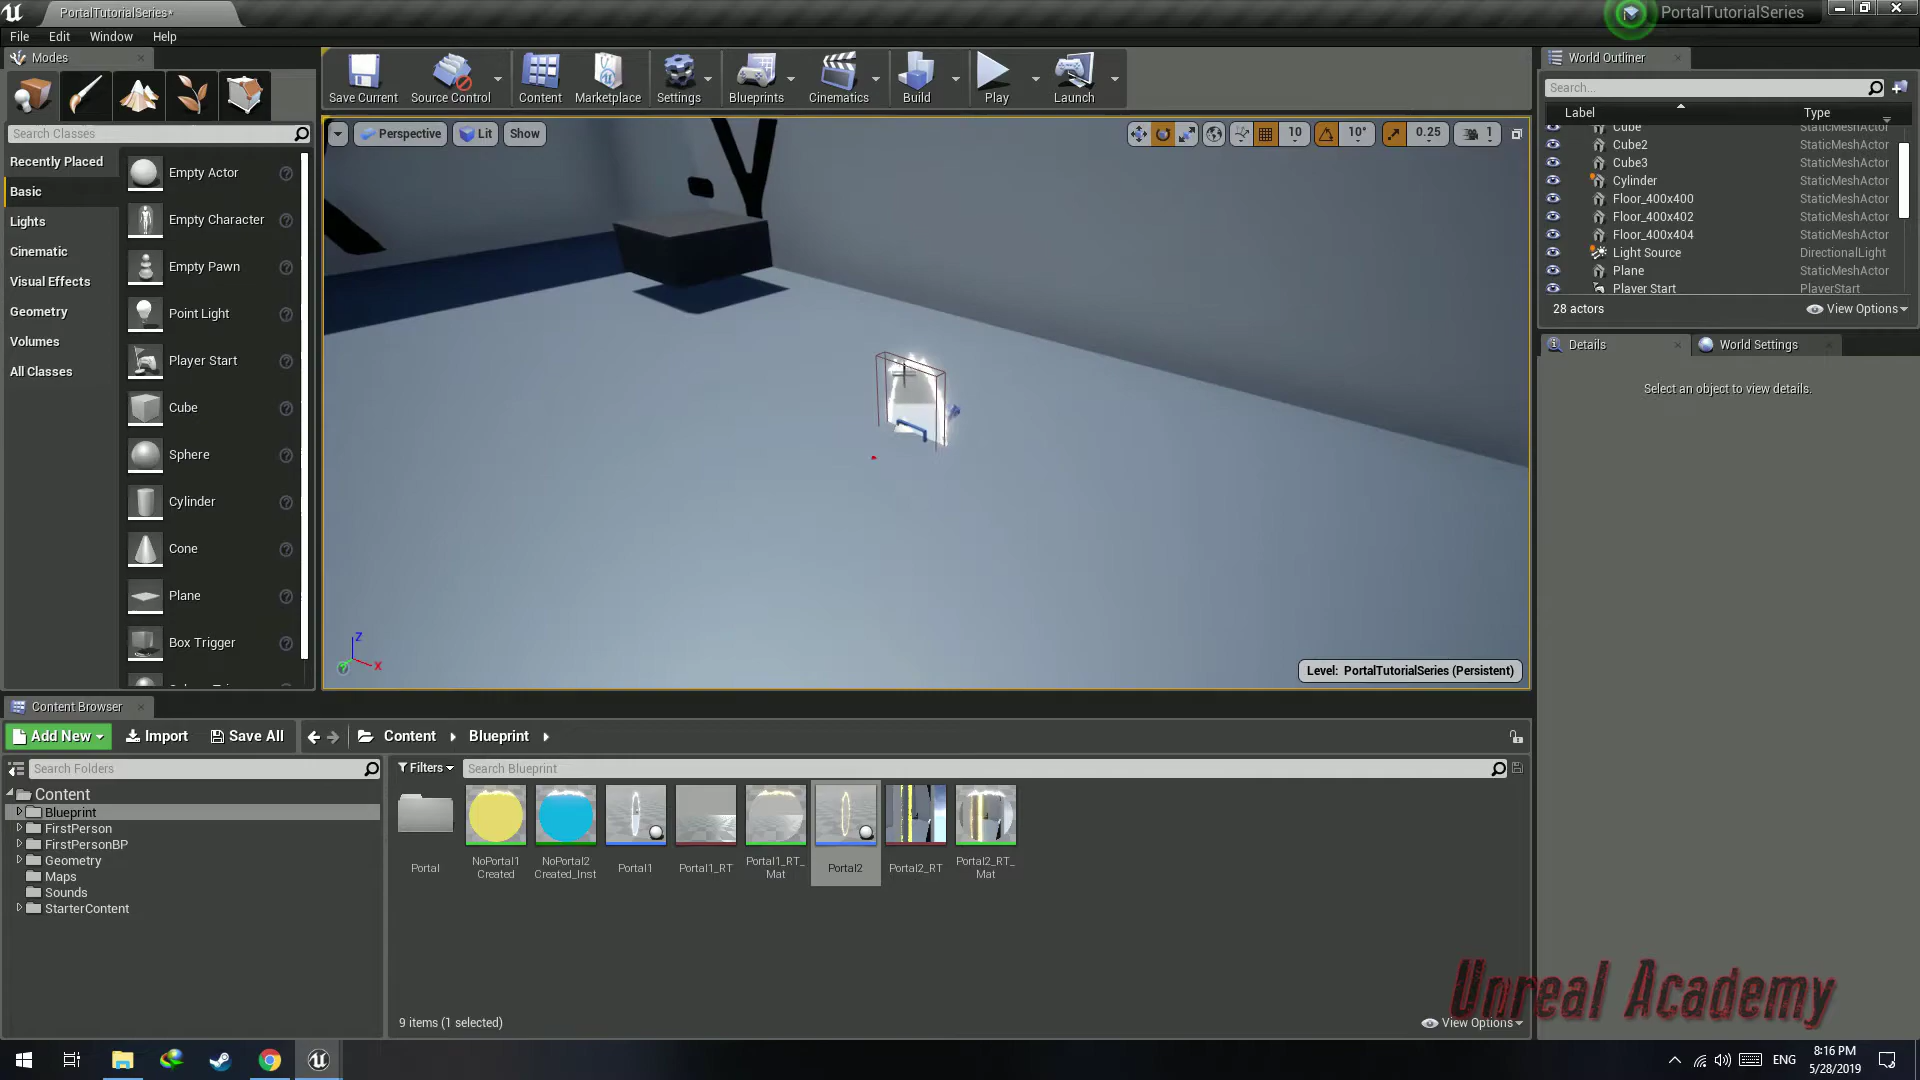 PortalTutorialSeries*
PortalTutorialSeries
File Edit Window Help
Modes
Search Classes
Recently Placed
Basic
Lights
Cinematic
Visual Effects
Geometry
Volumes
All Classes
Empty Actor
Empty Character
Empty Pawn
Point Light
Player Start
Cube
Sphere
Cylinder
Cone
Plane
Box Trigger
Save Current
Source Control
Content
Marketplace
Settings
Blueprints
Cinematics
Build
Play
Launch
Perspective Lit Show
10 10° 0.25 1
Z
X
Level: PortalTutorialSeries (Persistent)
World Outliner
Search...
Label Type
Cube StaticMeshActor
Cube2 StaticMeshActor
Cube3 StaticMeshActor
Cylinder StaticMeshActor
Floor_400x400 StaticMeshActor
Floor_400x402 StaticMeshActor
Floor_400x404 StaticMeshActor
Light Source DirectionalLight
Plane StaticMeshActor
Player Start PlayerStart
28 actors View Options
Details World Settings
Select an object to view details.
Content Browser
Add New Import Save All Content Blueprint
Search Folders
Filters Search Blueprint
Content
Blueprint
FirstPerson
FirstPersonBP
Geometry
Maps
Sounds
StarterContent
Portal
NoPortal1
Created
NoPortal2
Created_Inst
Portal1
Portal1_RT
Portal1_RT_
Mat
Portal2
Portal2_RT
Portal2_RT_
Mat
9 items (1 selected) View Options
Unreal Academy
ENG
8:16 PM
5/28/2019